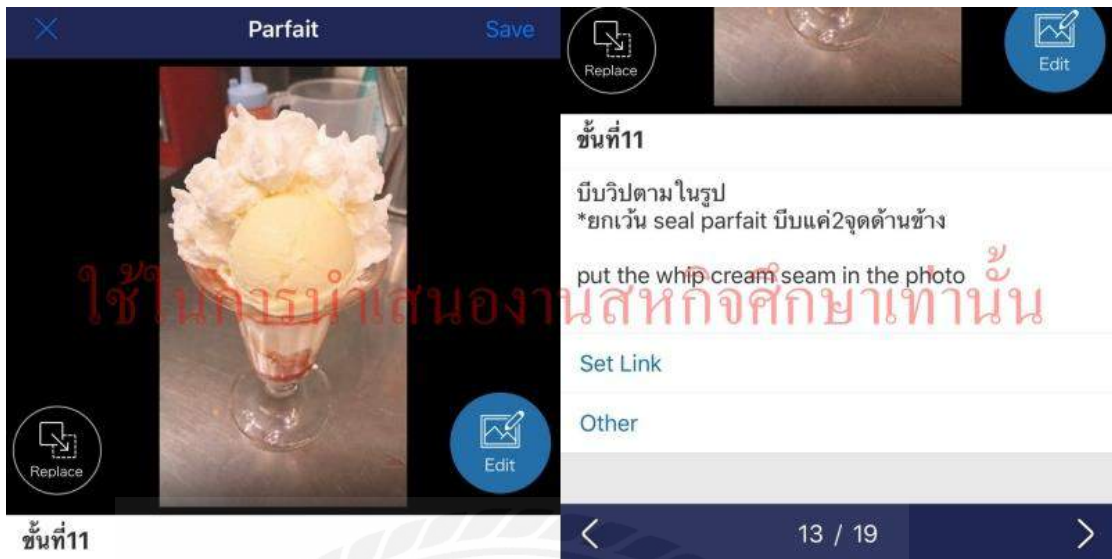 Parfait
Save
Replace
Edit
ขั้นที่11
Replace
Edit
ขั้นที่11
บีบวิปตามในรูป
*ยกเว้น seal parfait บีบแค่2จุดด้านข้าง
put the whip cream seam in the photo
Set Link
Other
13 / 19
ใช้ในการนำเสนองานสหกิจศึกษาเท่านั้น